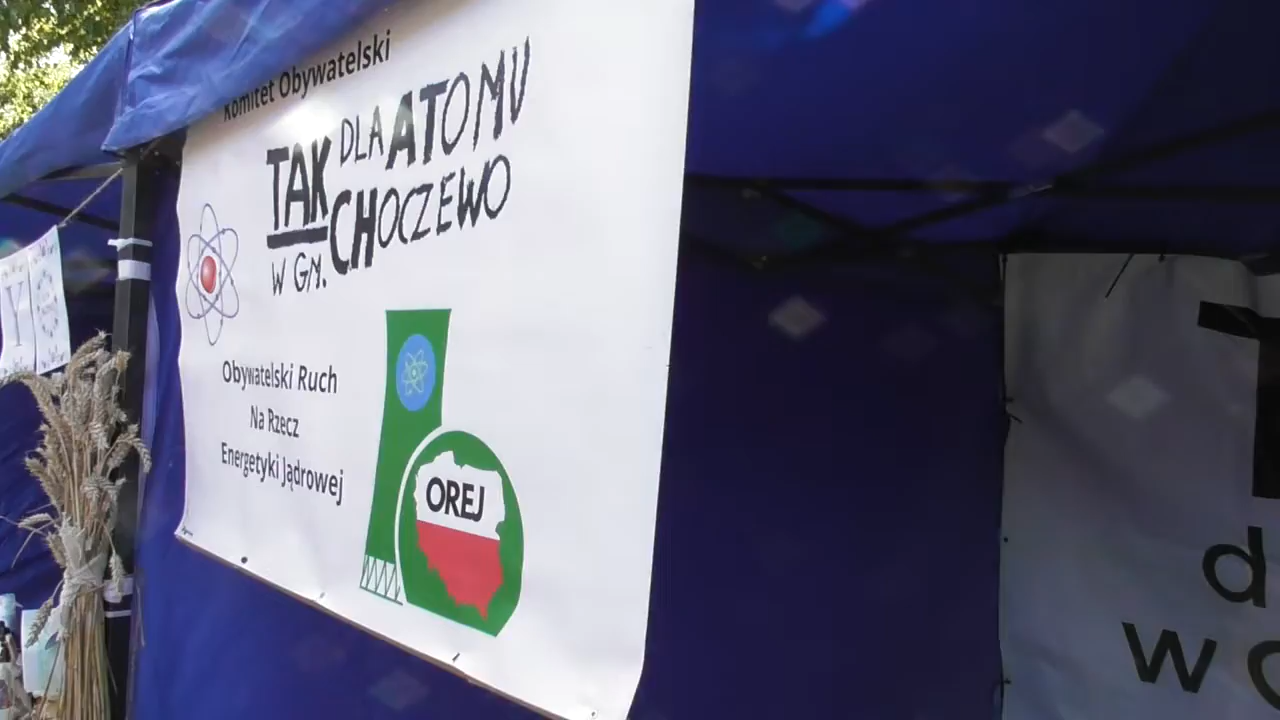 Komitet Obywatelski
TAK DLA ATOMU
W GM. CHOCZEWO
Obywatelski Ruch
Na Rzecz
Energetyki Jądrowej
OREJ
Y O
d
w